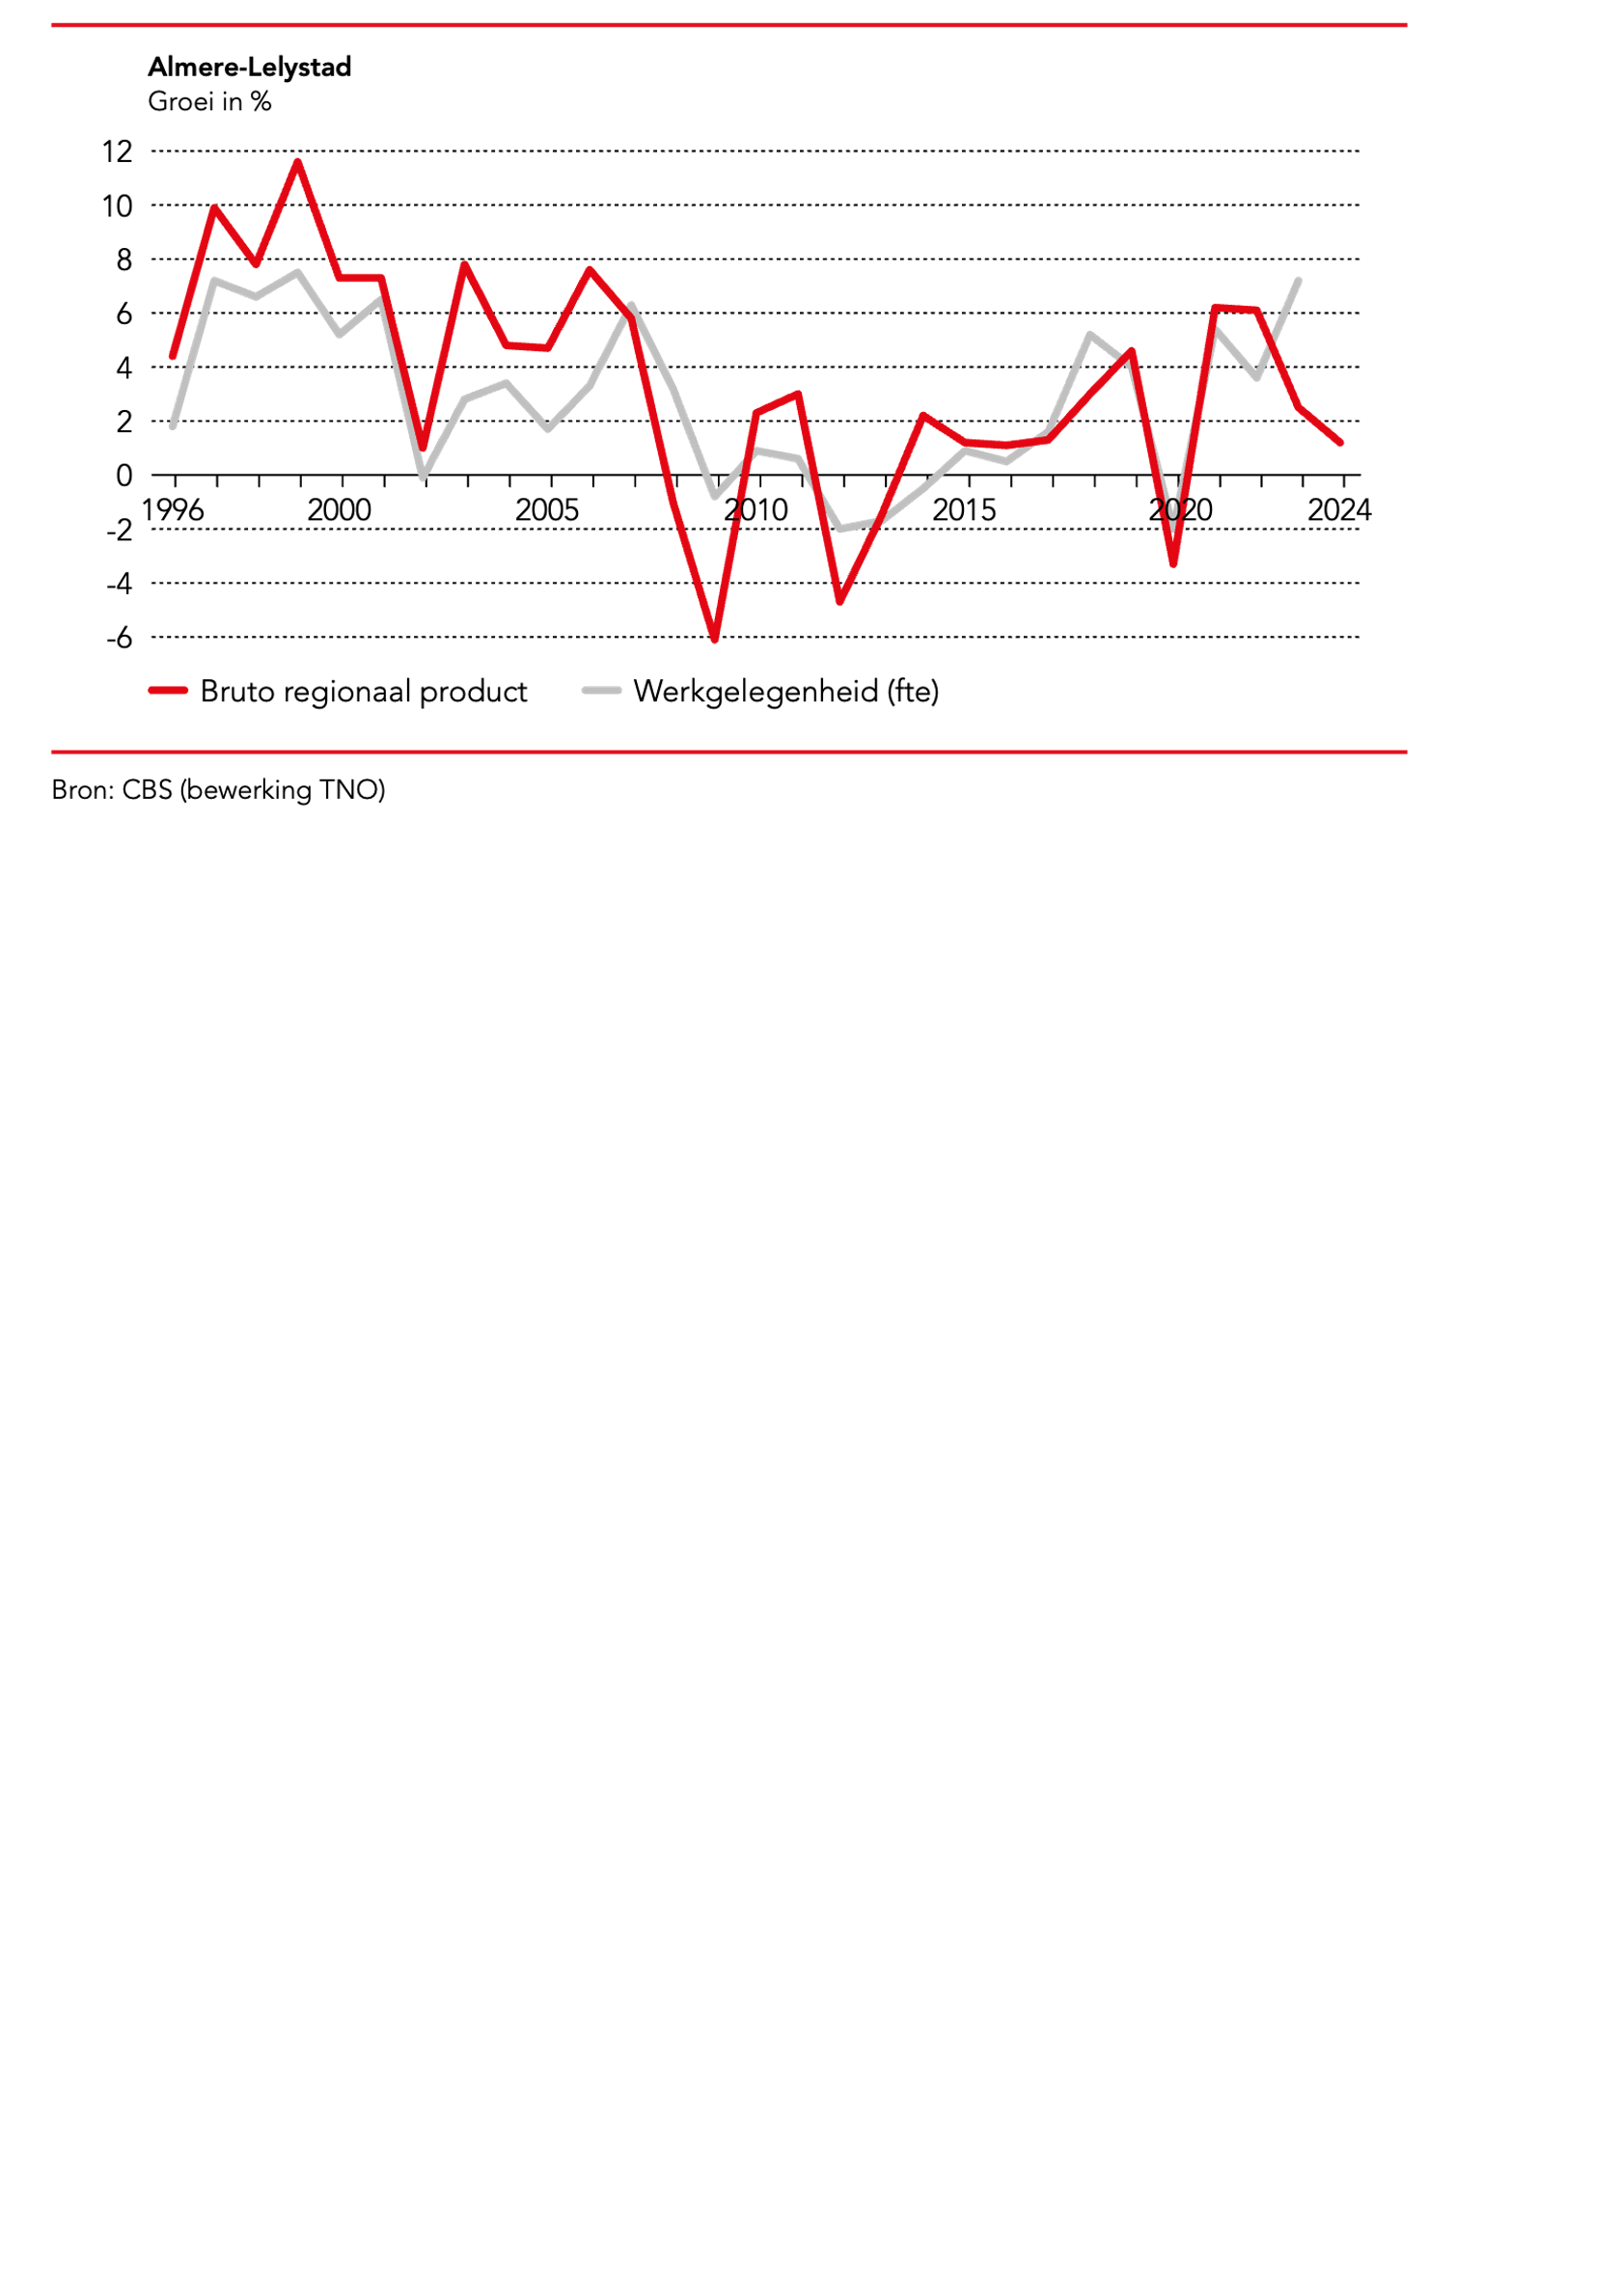 Almere-Lelystad
Groei in %
12
10
8
6
4
2
0
1996 2000 2005 2010 2015 2020 2024
-2
-4
-6
Bruto regionaal product Werkgelegenheid (fte)
Bron: CBS (bewerking TNO)